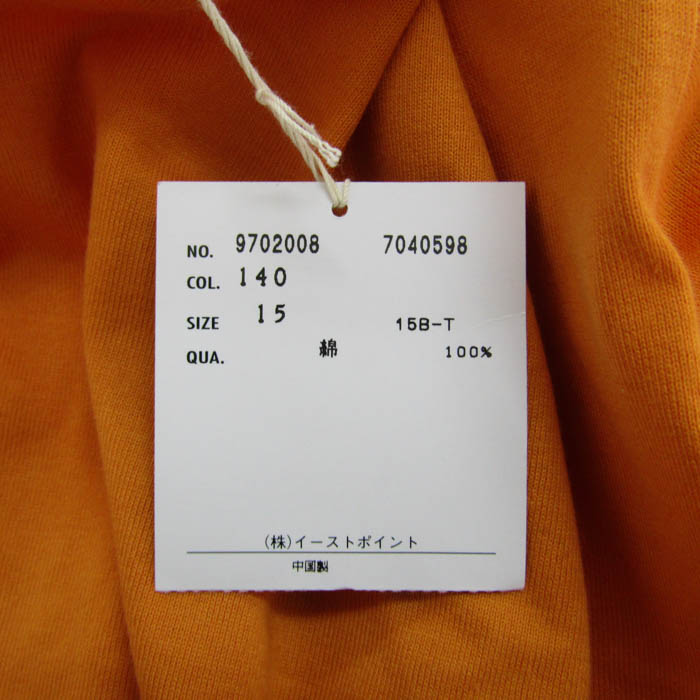 NO. 9702008 7040598
COL. 140
SIZE 15 15B-T
QUA. 綿 100%
(株)イーストポイント
中国製